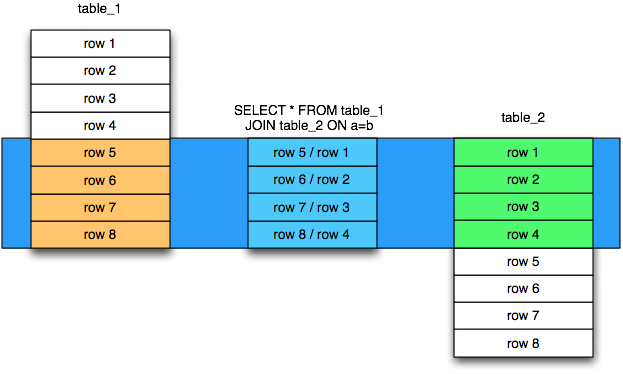 table_1
row 1
row 2
row 3
row 4
row 5
row 6
row 7
row 8
SELECT * FROM table_1
JOIN table_2 ON a=b
row 5 / row 1
row 6 / row 2
row 7 / row 3
row 8 / row 4
table_2
row 1
row 2
row 3
row 4
row 5
row 6
row 7
row 8